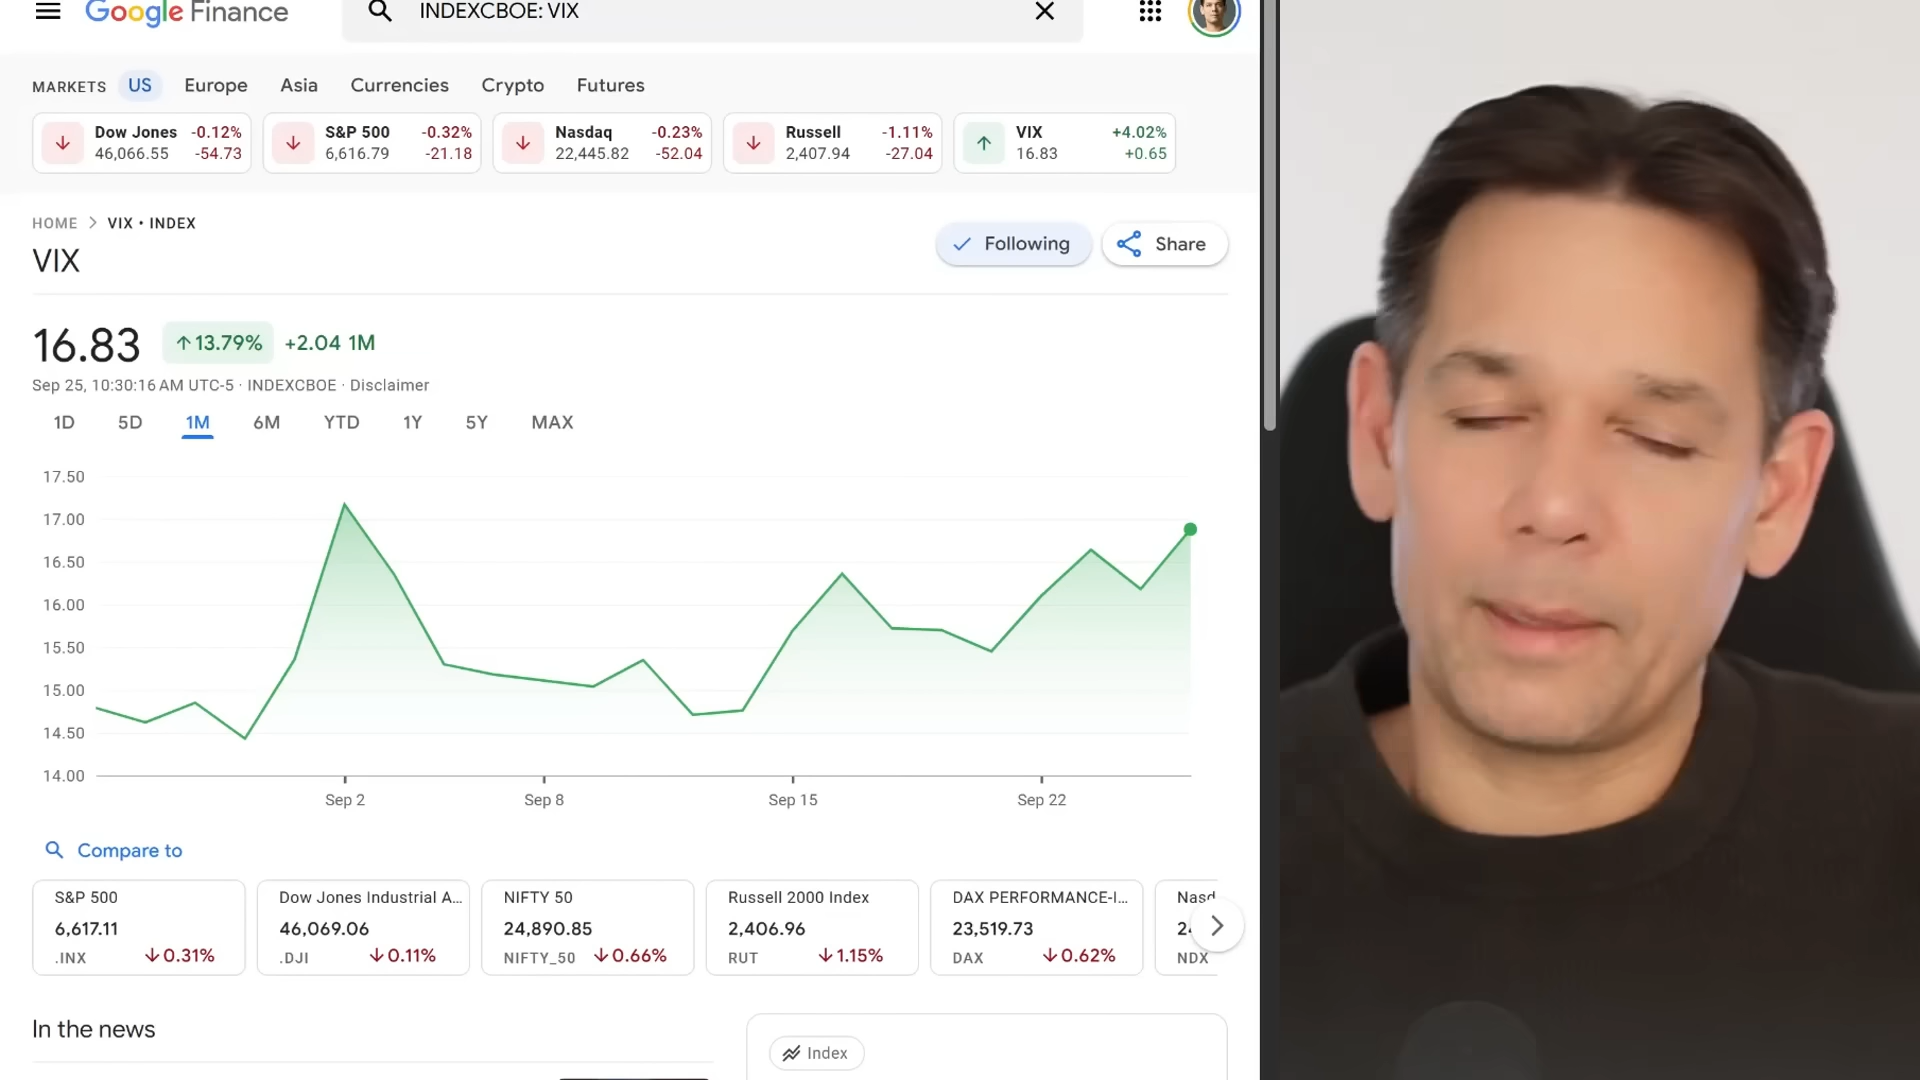 Google Finance
INDEXCBOE: VIX
MARKETS US Europe Asia Currencies Crypto Futures
Dow Jones -0.12%
46,066.55 -54.73
S&P 500 -0.32%
6,616.79 -21.18
Nasdaq -0.23%
22,445.82 -52.04
Russell -1.11%
2,407.94 -27.04
VIX +4.02%
16.83 +0.65
HOME > VIX • INDEX
VIX
Following
Share
16.83 ↑ 13.79% +2.04 1M
Sep 25, 10:30:16 AM UTC-5 · INDEXCBOE · Disclaimer
1D 5D 1M 6M YTD 1Y 5Y MAX
17.50
17.00
16.50
16.00
15.50
15.00
14.50
14.00
Sep 2 Sep 8 Sep 15 Sep 22
Compare to
S&P 500
6,617.11
.INX ↓ 0.31%
Dow Jones Industrial A...
46,069.06
.DJI ↓ 0.11%
NIFTY 50
24,890.85
NIFTY_50 ↓ 0.66%
Russell 2000 Index
2,406.96
RUT ↓ 1.15%
DAX PERFORMANCE-I...
23,519.73
DAX ↓ 0.62%
Nasd
NDX
In the news
Index